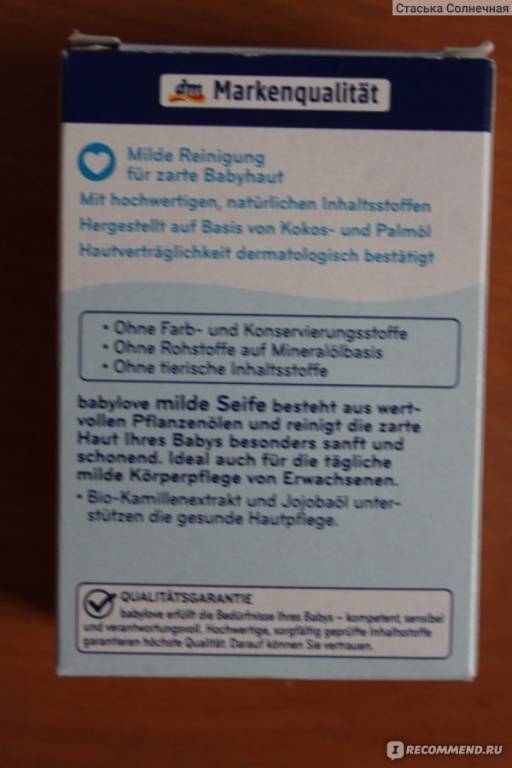 Стаська Солнечная
dm Markenqualität
Milde Reinigung
für zarte Babyhaut
Mit hochwertigen, natürlichen Inhaltsstoffen
Hergestellt auf Basis von Kokos- und Palmöl
Hautverträglichkeit dermatologisch bestätigt
• Ohne Farb- und Konservierungsstoffe
• Ohne Rohstoffe auf Mineralölbasis
• Ohne tierische Inhaltsstoffe
babylove milde Seife besteht aus wert-
vollen Pflanzenölen und reinigt die zarte
Haut Ihres Babys besonders sanft und
schonend. Ideal auch für die tägliche
milde Körperpflege von Erwachsenen.
• Bio-Kamillenextrakt und Jojobaöl unter-
stützen die gesunde Hautpflege.
QUALITÄTSGARANTIE
babylove erfüllt die Bedürfnisse Ihres Babys – kompetent, sensibel
und verantwortungsvoll. Hochwertige, sorgfältig geprüfte Inhaltsstoffe
garantieren höchste Qualität. Darauf können Sie vertrauen.
I RECOMMEND.RU